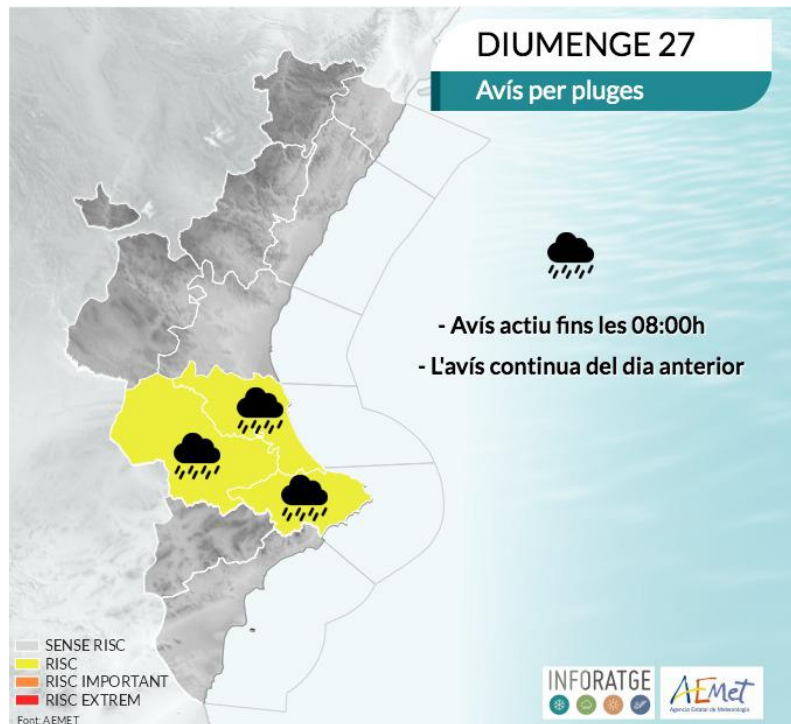 DIUMENGE 27
Avís per pluges
- Avís actiu fins les 08:00h
- L'avís continua del dia anterior
SENSE RISC
RISC
RISC IMPORTANT
RISC EXTREM
Font: AEMET
INFORATGE
AEMet
Agencia Estatal de Meteorología